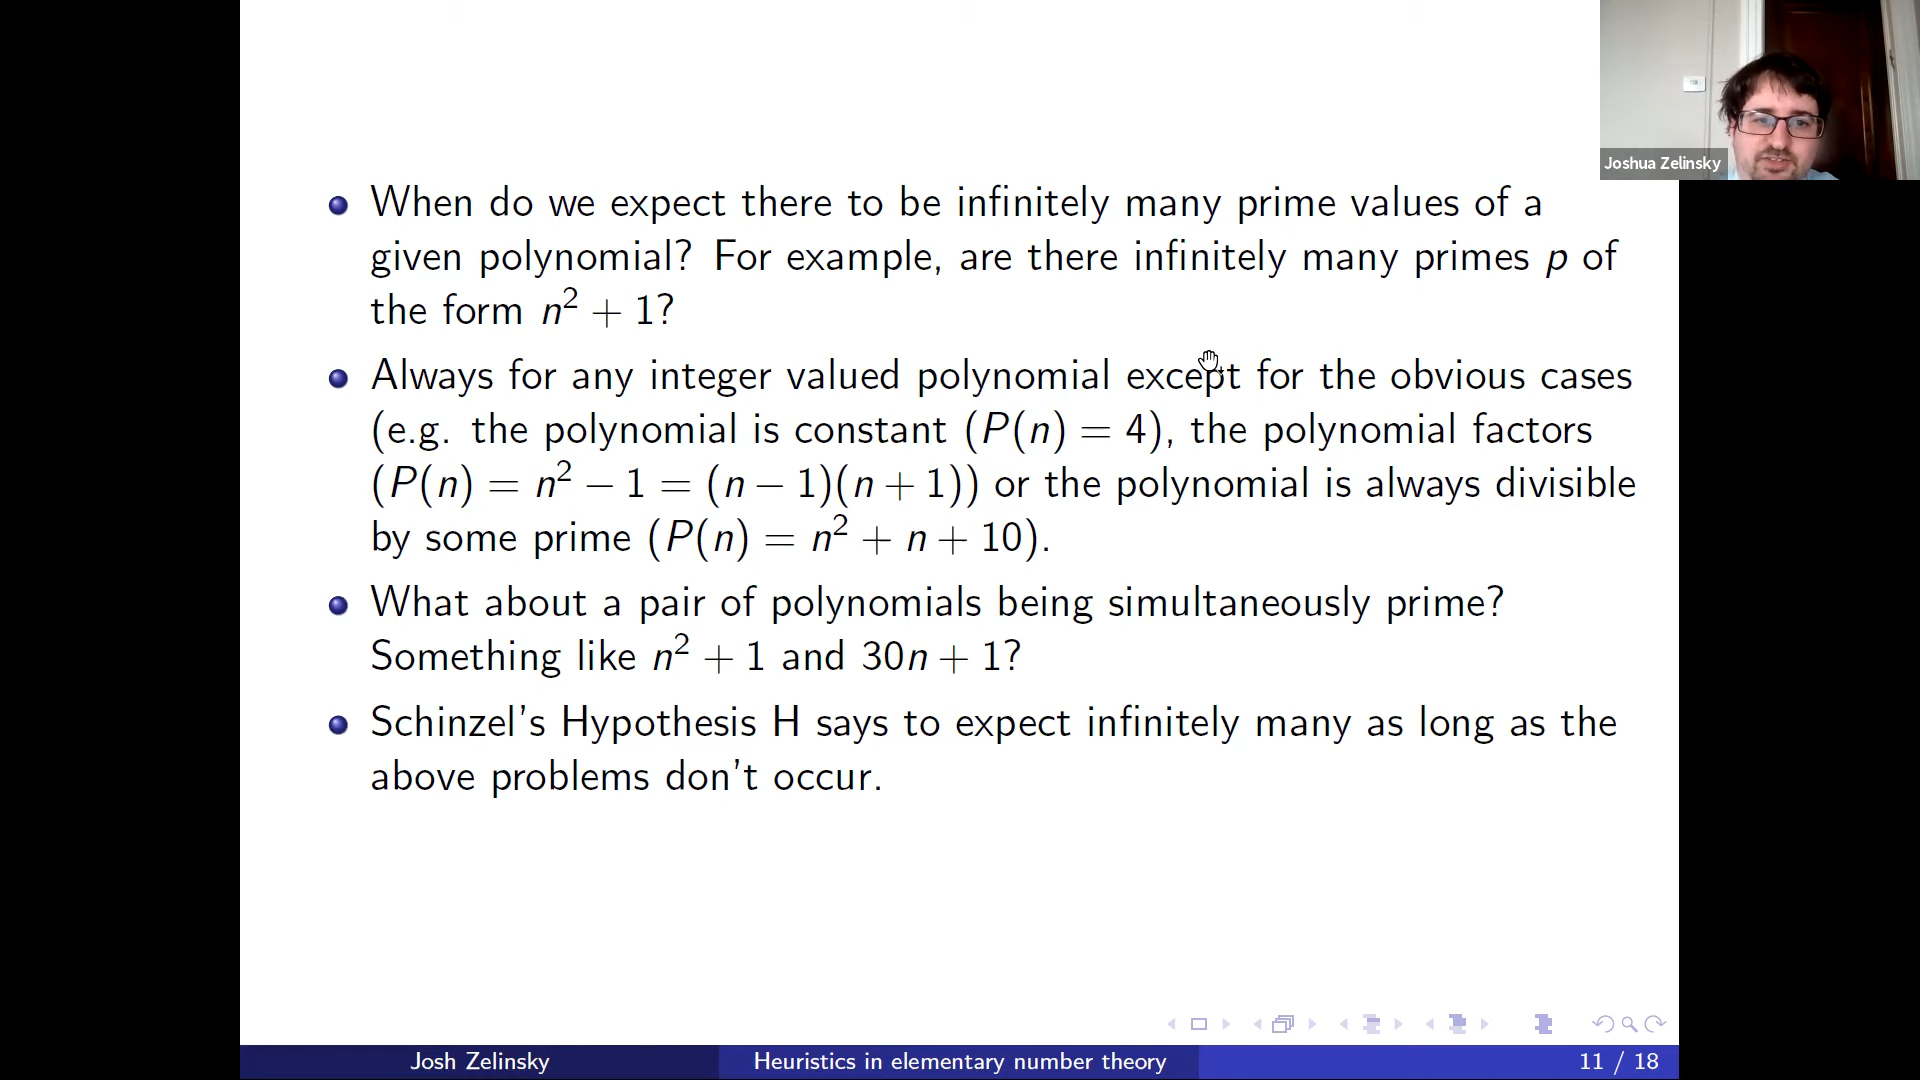 Joshua Zelinsky
When do we expect there to be infinitely many prime values of a
given polynomial? For example, are there infinitely many primes p of
the form n² + 1?
Always for any integer valued polynomial except for the obvious cases
(e.g. the polynomial is constant (P(n) = 4), the polynomial factors
(P(n) = n² − 1 = (n − 1)(n + 1)) or the polynomial is always divisible
by some prime (P(n) = n² + n + 10).
What about a pair of polynomials being simultaneously prime?
Something like n² + 1 and 30n + 1?
Schinzel's Hypothesis H says to expect infinitely many as long as the
above problems don't occur.
Josh Zelinsky Heuristics in elementary number theory 11 / 18